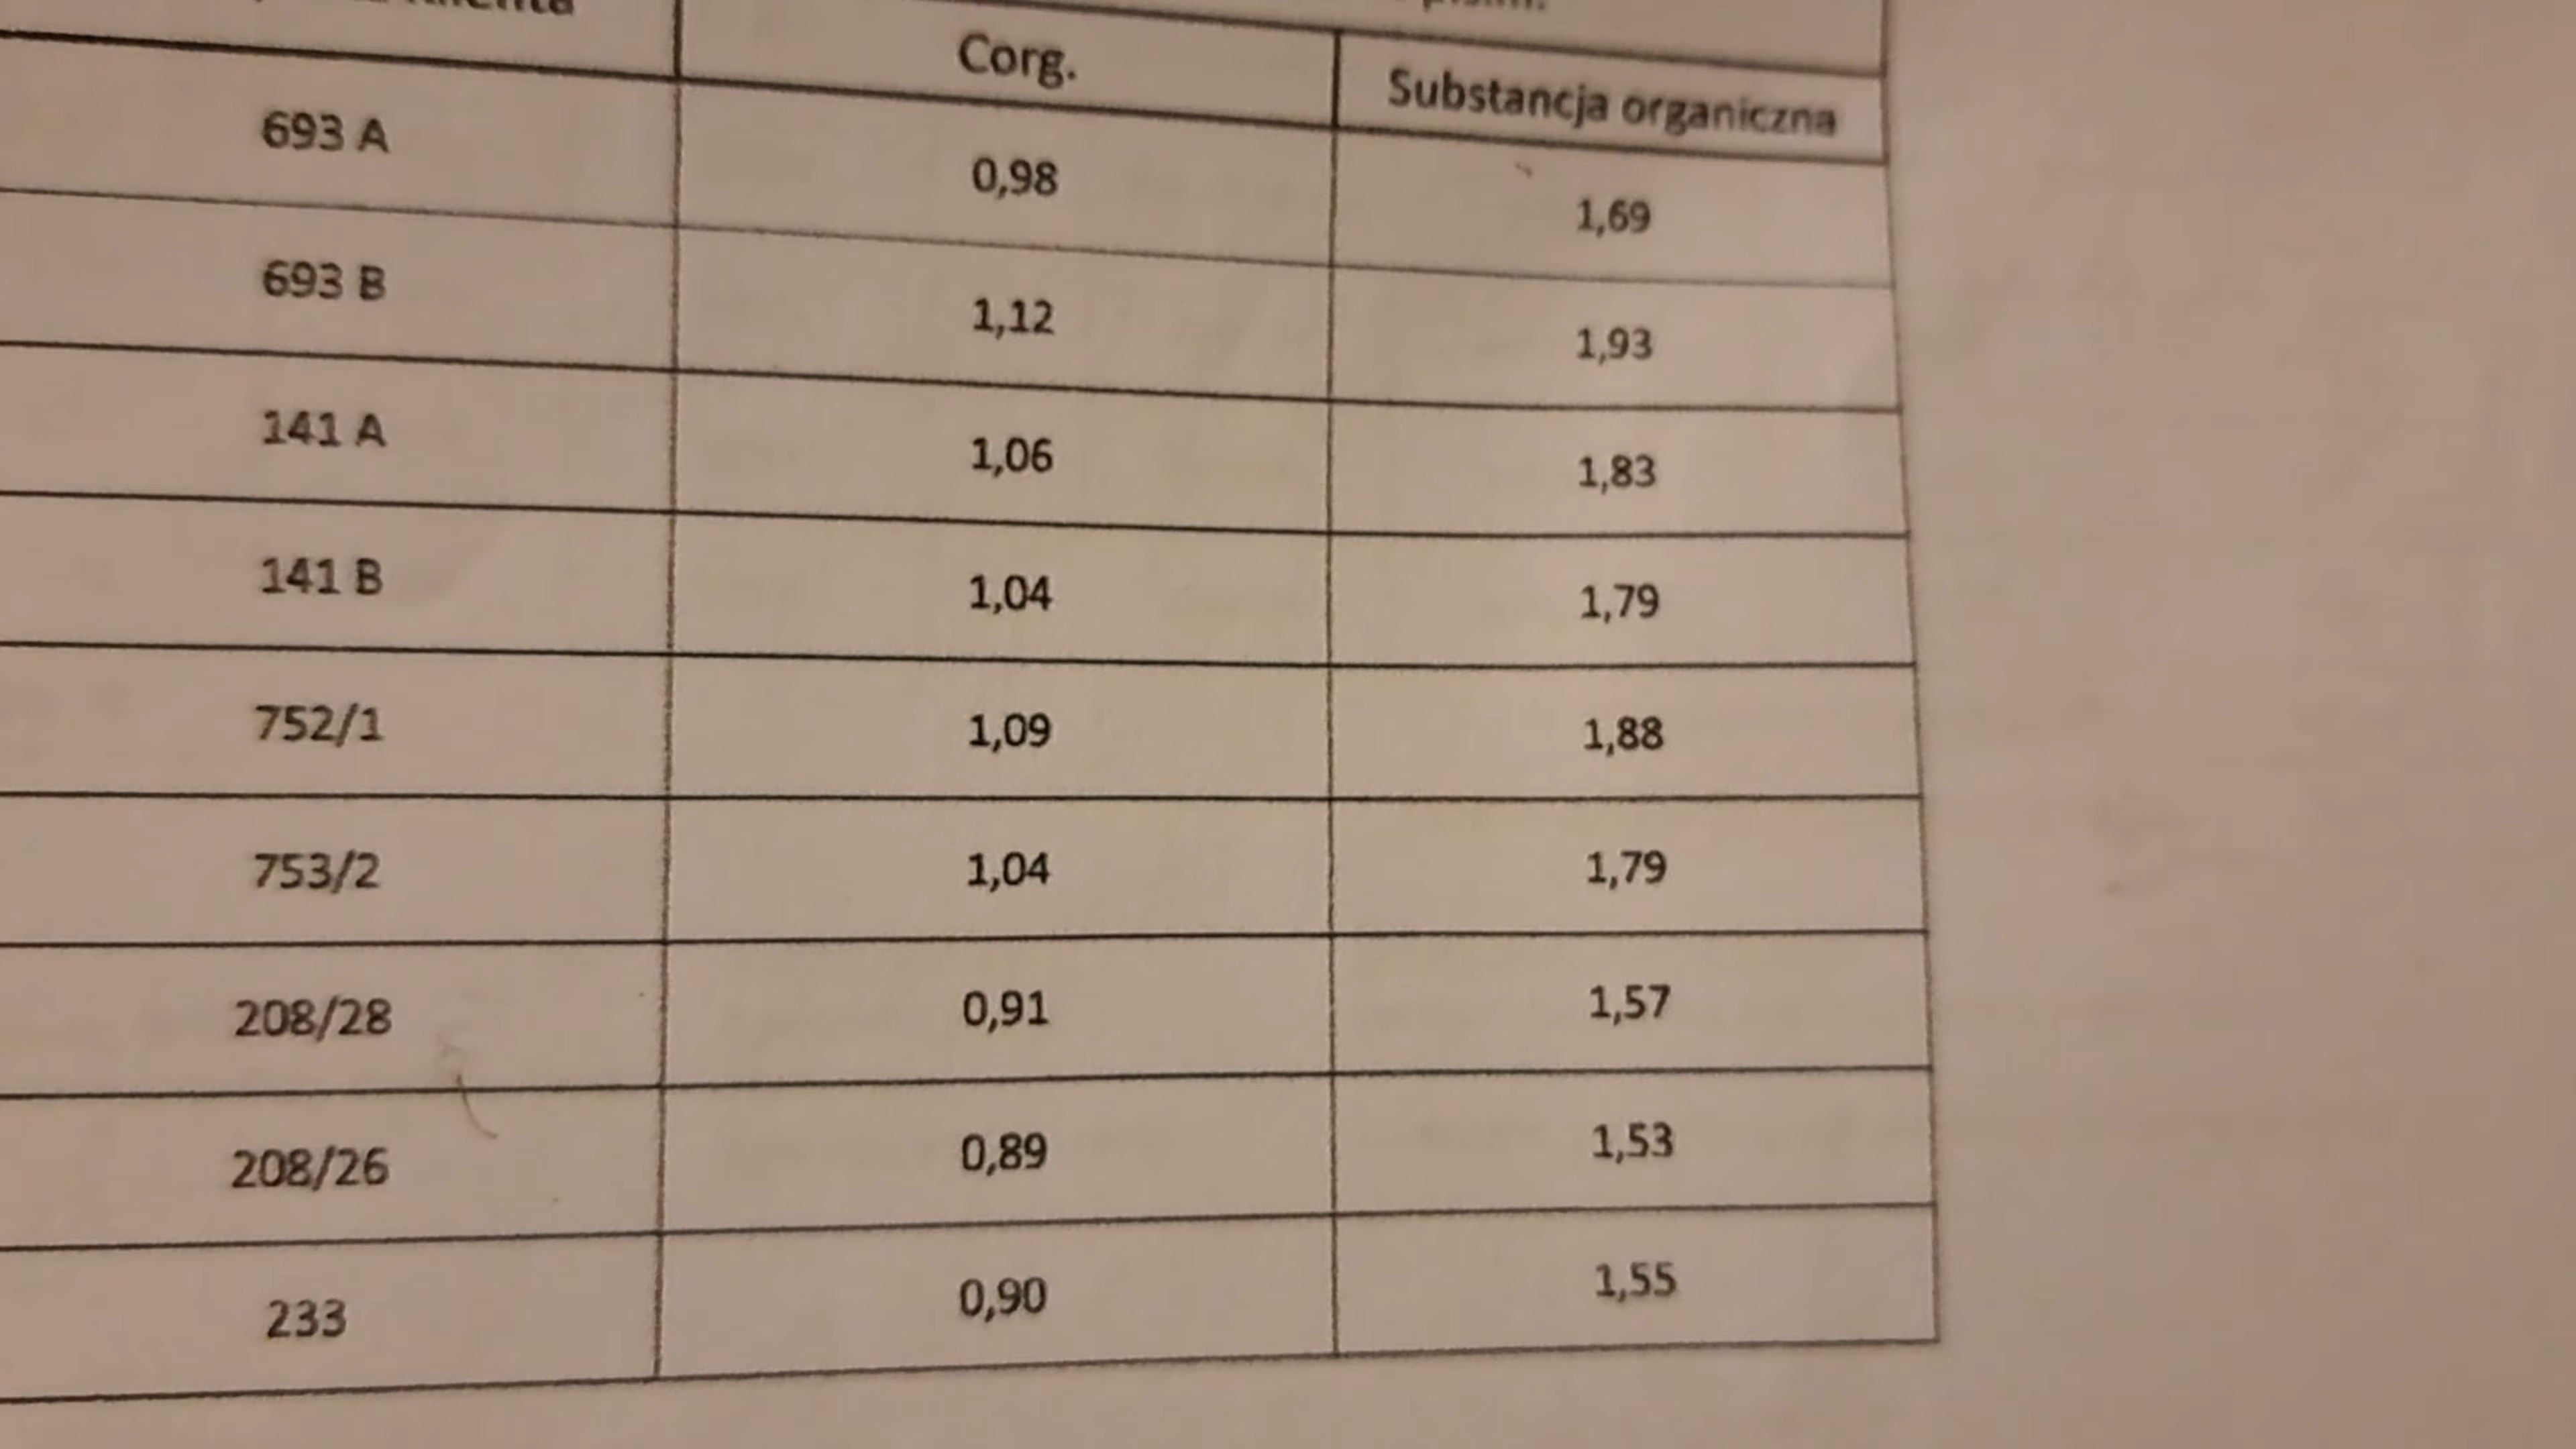 Corg. Substancja organiczna
693 A 0,98 1,69
693 B 1,12 1,93
141 A 1,06 1,83
141 B 1,04 1,79
752/1 1,09 1,88
753/2 1,04 1,79
208/28 0,91 1,57
208/26 0,89 1,53
233 0,90 1,55